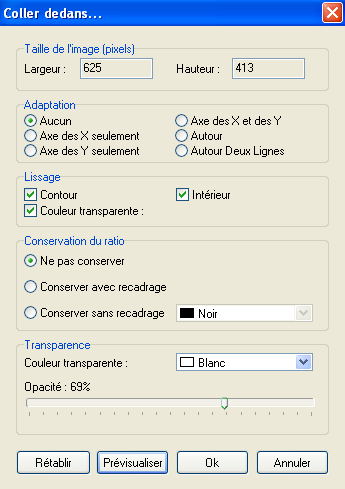 Coller dedans...
Taille de l'image (pixels)
Largeur : 625 Hauteur : 413
Adaptation
Aucun Axe des X et des Y
Axe des X seulement Autour
Axe des Y seulement Autour Deux Lignes
Lissage
Contour Intérieur
Couleur transparente :
Conservation du ratio
Ne pas conserver
Conserver avec recadrage
Conserver sans recadrage Noir
Transparence
Couleur transparente : Blanc
Opacité : 69%
Rétablir Prévisualiser Ok Annuler